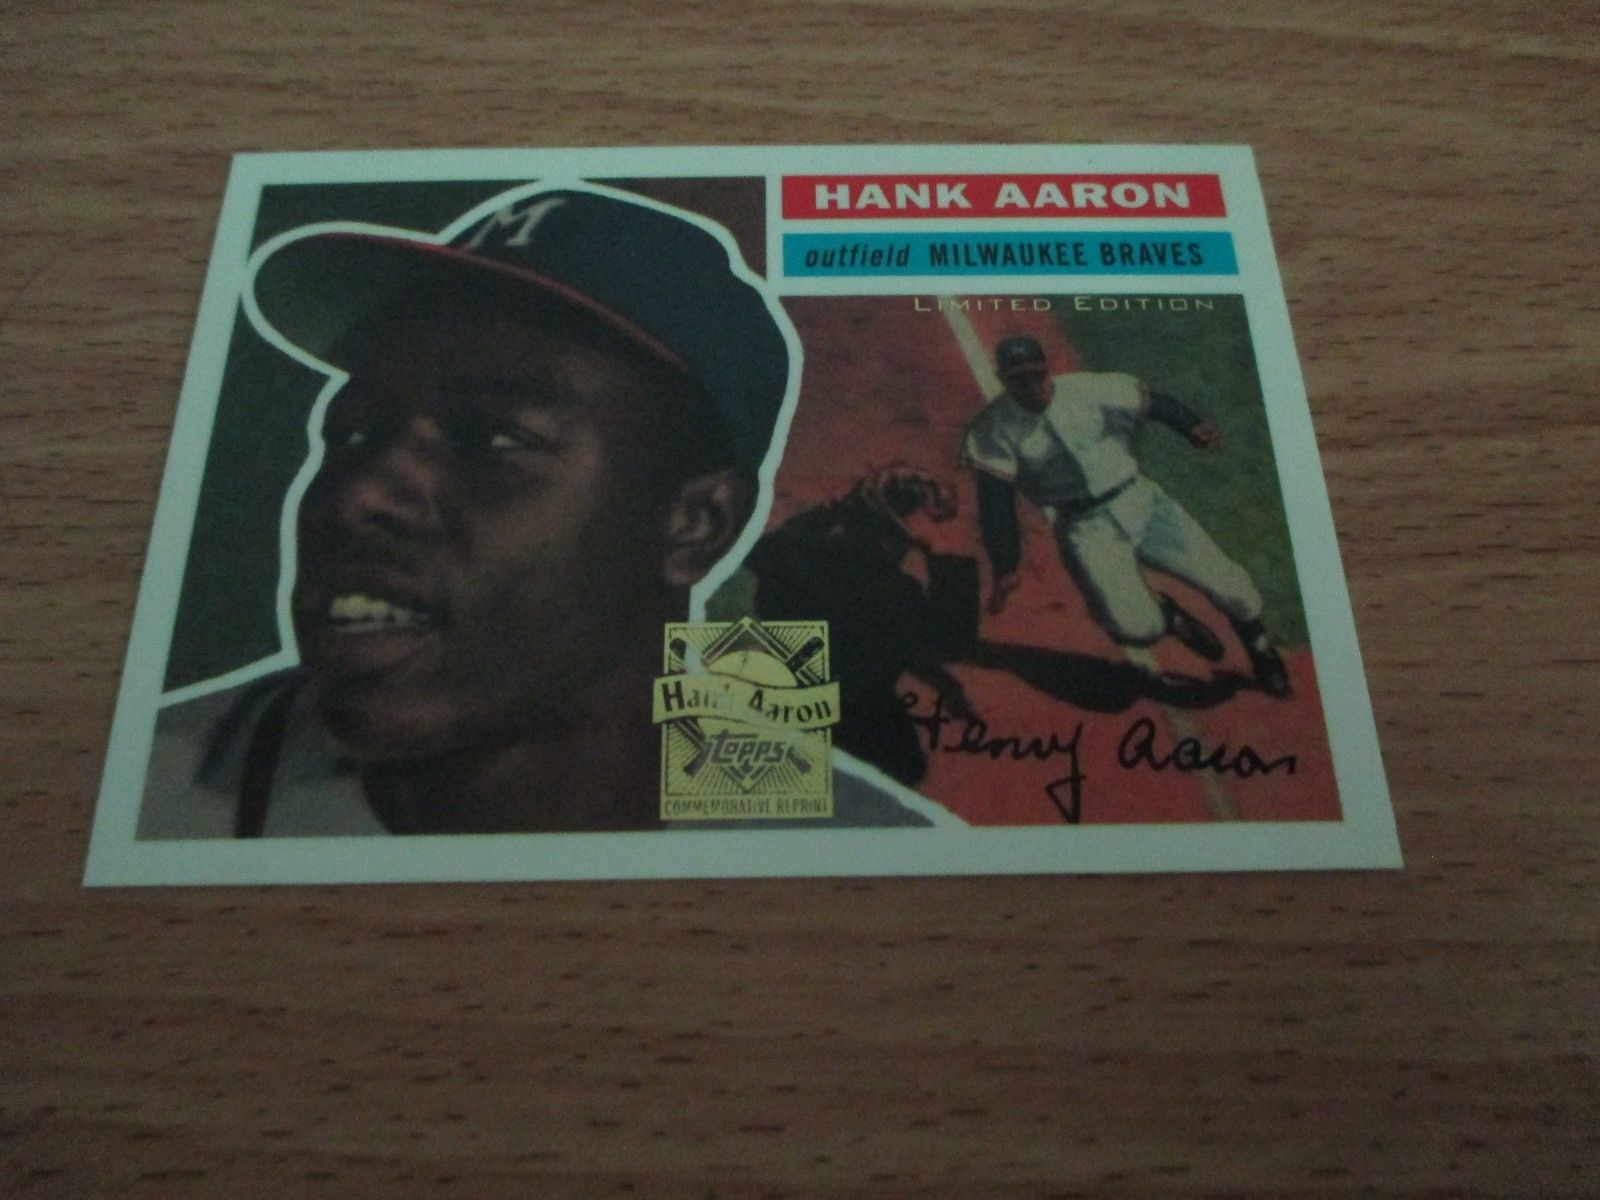 HANK AARON
outfield MILWAUKEE BRAVES
LIMITED EDITION
M
Hank Aaron
Topps
COMMEMORATIVE REPRINT
Henry Aaron